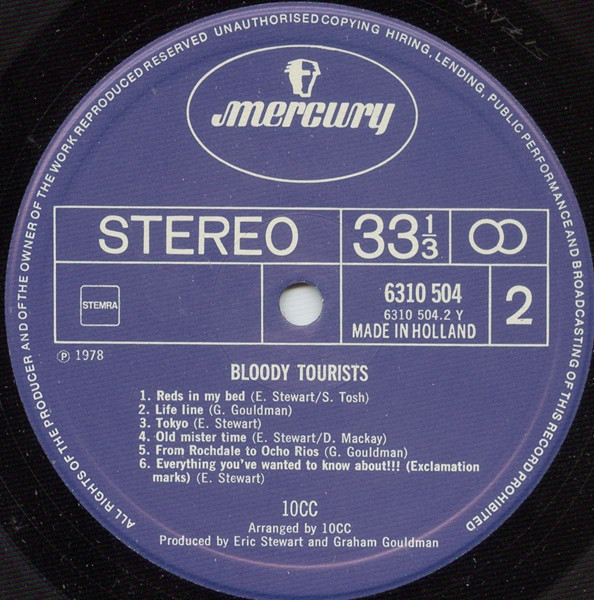 ALL RIGHTS OF THE PRODUCER AND OF THE OWNER OF THE WORK REPRODUCED RESERVED UNAUTHORISED COPYING HIRING, LENDING, PUBLIC PERFORMANCE AND BROADCASTING OF THIS RECORD PROHIBITED
mercury
STEREO 33 1/3
STEMRA
6310 504
6310 504.2 Y
MADE IN HOLLAND
2
Ⓟ 1978
BLOODY TOURISTS
1. Reds in my bed (E. Stewart/S. Tosh)
2. Life line (G. Gouldman)
3. Tokyo (E. Stewart)
4. Old mister time (E. Stewart/D. Mackay)
5. From Rochdale to Ocho Rios (G. Gouldman)
6. Everything you've wanted to know about!!! (Exclamation
marks) (E. Stewart)
10CC
Arranged by 10CC
Produced by Eric Stewart and Graham Gouldman